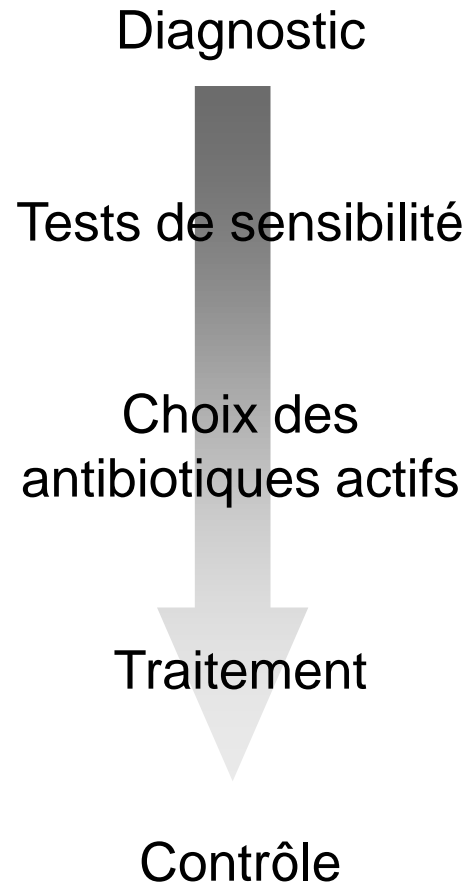 Diagnostic
Tests de sensibilité
Choix des
antibiotiques actifs
Traitement
Contrôle